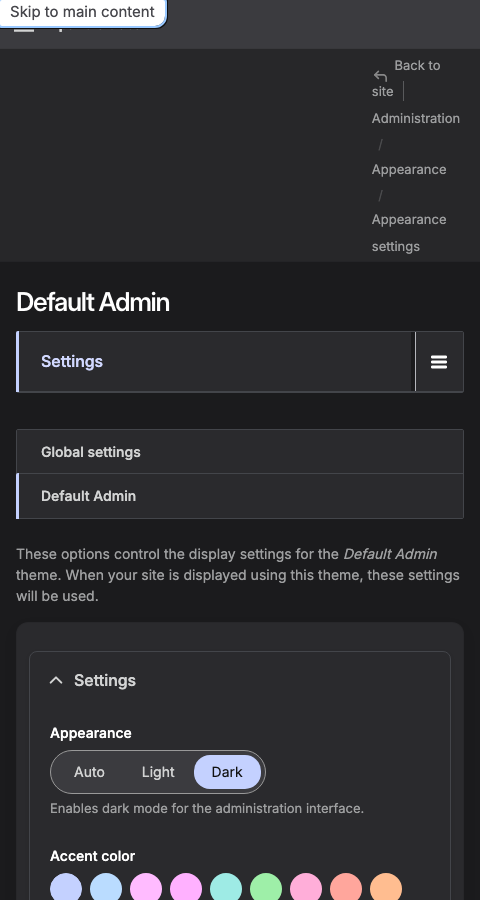 Skip to main content
Back to
site
Administration
/
Appearance
/
Appearance
settings
Default Admin
Settings
Global settings
Default Admin
These options control the display settings for the Default Admin
theme. When your site is displayed using this theme, these settings
will be used.
Settings
Appearance
Auto Light Dark
Enables dark mode for the administration interface.
Accent color